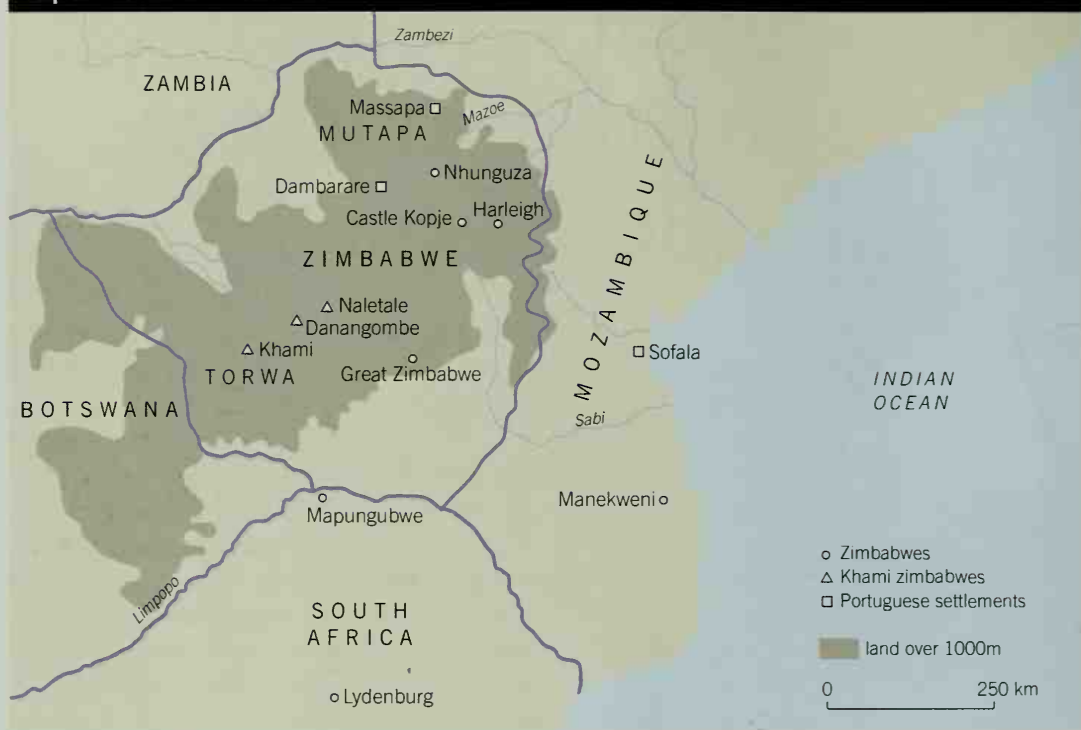 Zambezi
ZAMBIA
Massapa
Mazoe
MUTAPA
Nhunguza
Dambarare
Castle Kopje
Harleigh
ZIMBABWE
MOZAMBIQUE
Naletale
Danangombe
Khami
Sofala
TORWA
Great Zimbabwe
INDIAN
OCEAN
BOTSWANA
Sabi
Mapungubwe
Manekweni
Zimbabwes
Khami zimbabwes
Portuguese settlements
Limpopo
SOUTH
AFRICA
land over 1000m
0 250 km
Lydenburg